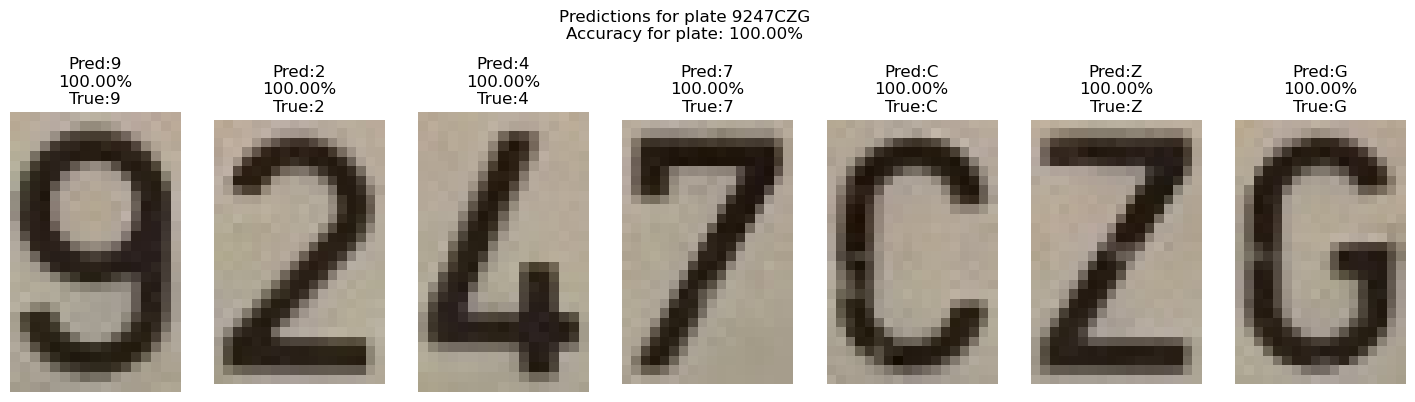 Predictions for plate 9247CZG
Accuracy for plate: 100.00%
Pred:9
100.00%
True:9
Pred:2
100.00%
True:2
Pred:4
100.00%
True:4
Pred:7
100.00%
True:7
Pred:C
100.00%
True:C
Pred:Z
100.00%
True:Z
Pred:G
100.00%
True:G
9 2 4 7 C Z G